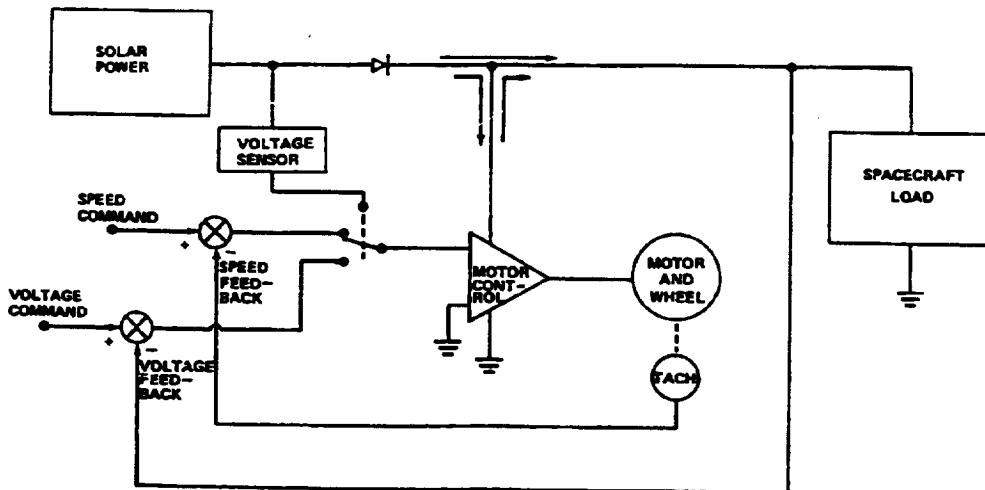 SOLAR
POWER
VOLTAGE
SENSOR
SPACECRAFT
LOAD
SPEED
COMMAND
+
−
SPEED
FEED-
BACK
MOTOR
CONT-
ROL
MOTOR
AND
WHEEL
VOLTAGE
COMMAND
+
−
VOLTAGE
FEED-
BACK
TACH